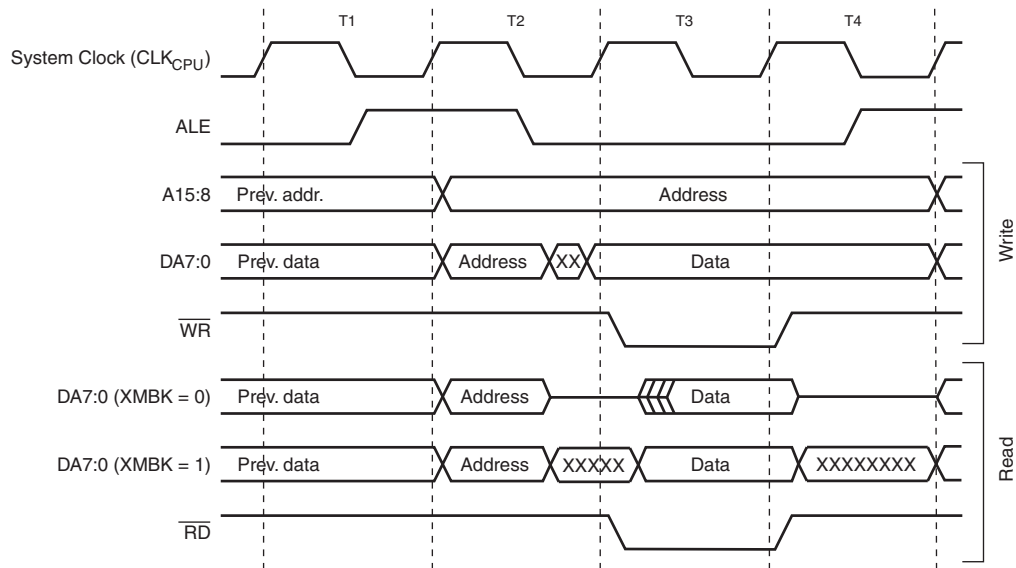 T1 T2 T3 T4
System Clock (CLKCPU)
ALE
A15:8 Prev. addr. Address
DA7:0 Prev. data Address XX Data
WR
Write
DA7:0 (XMBK = 0) Prev. data Address Data
DA7:0 (XMBK = 1) Prev. data Address XXXXX Data XXXXXXXX
RD
Read